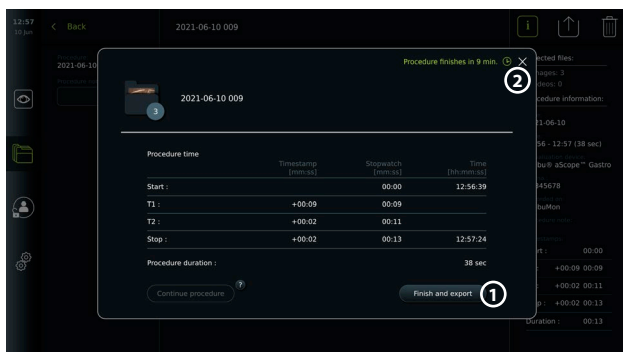 12:57
10 Jun
Back
2021-06-10 009
i
Procedure finishes in 9 min.
2
3
2021-06-10 009
Procedure time
Timestamp [mm:ss]
Stopwatch [mm:ss]
Time [hh:mm:ss]
Start : 00:00 12:56:39
T1 : +00:09 00:09
T2 : +00:02 00:11
Stop : +00:02 00:13 12:57:24
Procedure duration : 38 sec
Continue procedure ?
Finish and export 1
2021-06-10
ected files:
ages: 3
deos: 0
cedure information:
21-06-10
56 - 12:57 (38 sec)
bu® aScope™ Gastro
345678
buMon
rt : 00:00
: +00:09 00:09
: +00:02 00:11
p : +00:02 00:13
Duration : 00:13